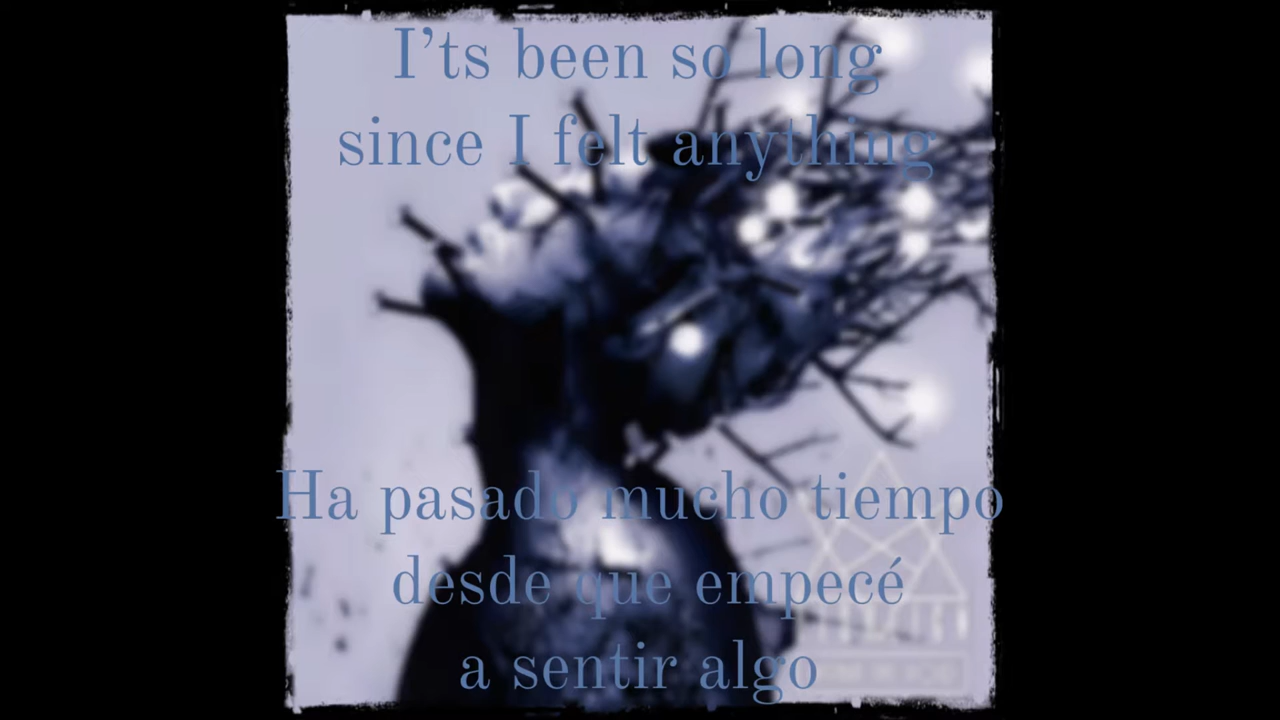 I’ts been so long
since I felt anything
Ha pasado mucho tiempo
desde que empecé
a sentir algo